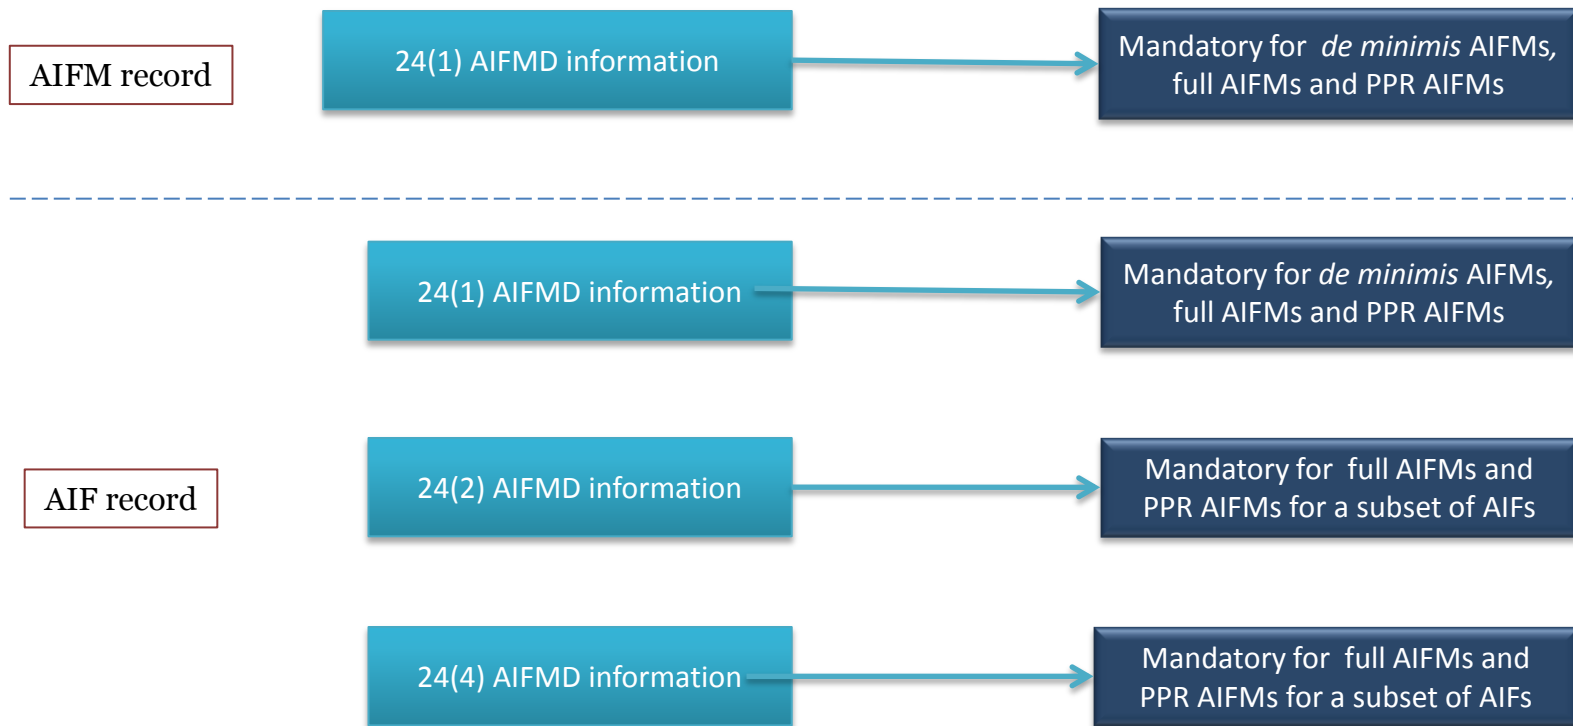 AIFM record
24(1) AIFMD information
Mandatory for de minimis AIFMs,
full AIFMs and PPR AIFMs
24(1) AIFMD information
Mandatory for de minimis AIFMs,
full AIFMs and PPR AIFMs
AIF record
24(2) AIFMD information
Mandatory for full AIFMs and
PPR AIFMs for a subset of AIFs
24(4) AIFMD information
Mandatory for full AIFMs and
PPR AIFMs for a subset of AIFs